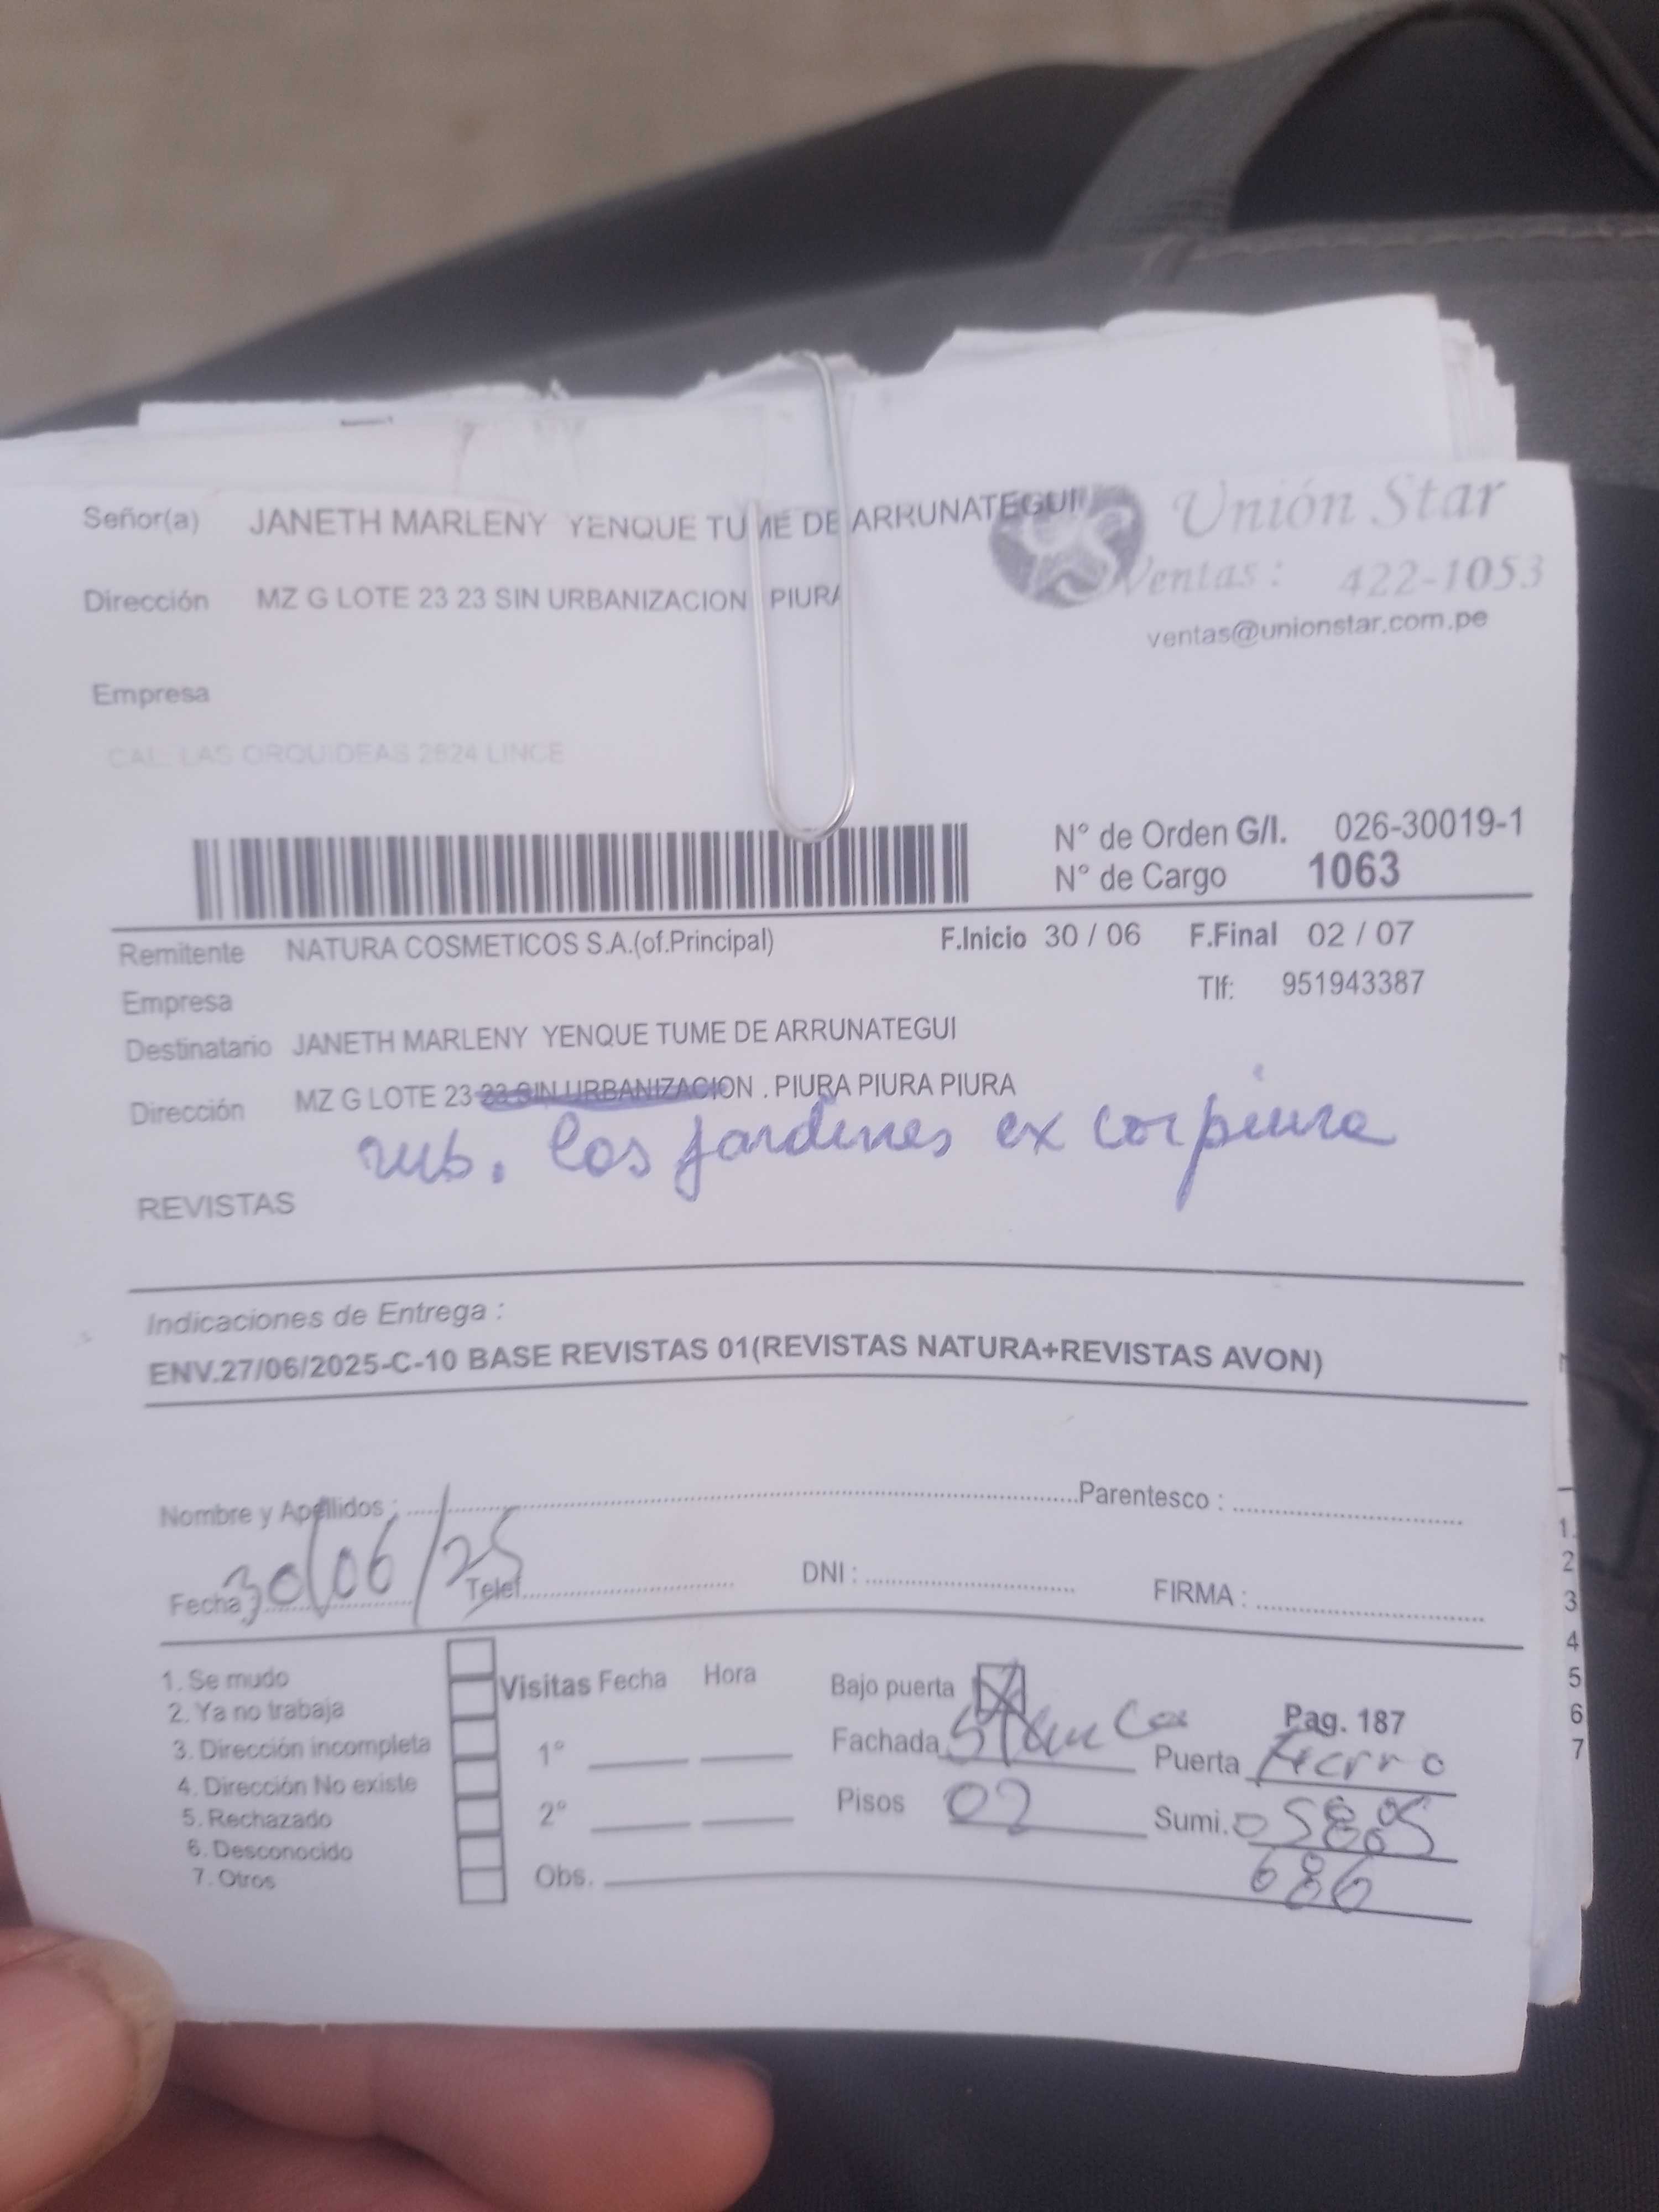 Señor(a) JANETH MARLENY YENQUE TUME DE ARRUNATEGUI
Unión Star
Dirección MZ G LOTE 23 23 SIN URBANIZACION . PIURA
Ventas: 422-1053
ventas@unionstar.com.pe
Empresa
CAL. LAS ORQUIDEAS 2624 LINCE
N° de Orden G/I. 026-30019-1
N° de Cargo 1063
Remitente NATURA COSMETICOS S.A.(of.Principal) F.Inicio 30 / 06 F.Final 02 / 07
Empresa Tlf: 951943387
Destinatario JANETH MARLENY YENQUE TUME DE ARRUNATEGUI
Dirección MZ G LOTE 23 23 SIN URBANIZACION . PIURA PIURA PIURA
urb. Los jardines ex corpiura
REVISTAS
Indicaciones de Entrega :
ENV.27/06/2025-C-10 BASE REVISTAS 01(REVISTAS NATURA+REVISTAS AVON)
Nombre y Apellidos : Parentesco :
Fecha 30/06/25 Telef. DNI : FIRMA :
1. Se mudo
2. Ya no trabaja
3. Dirección incompleta
4. Dirección No existe
5. Rechazado
6. Desconocido
7. Otros
Visitas Fecha Hora
1°
2°
Obs.
Bajo puerta
Pag. 187
Fachada Puerta Fierro
Pisos 02 Sumi.
686
1.
2
3
4
5
6
7